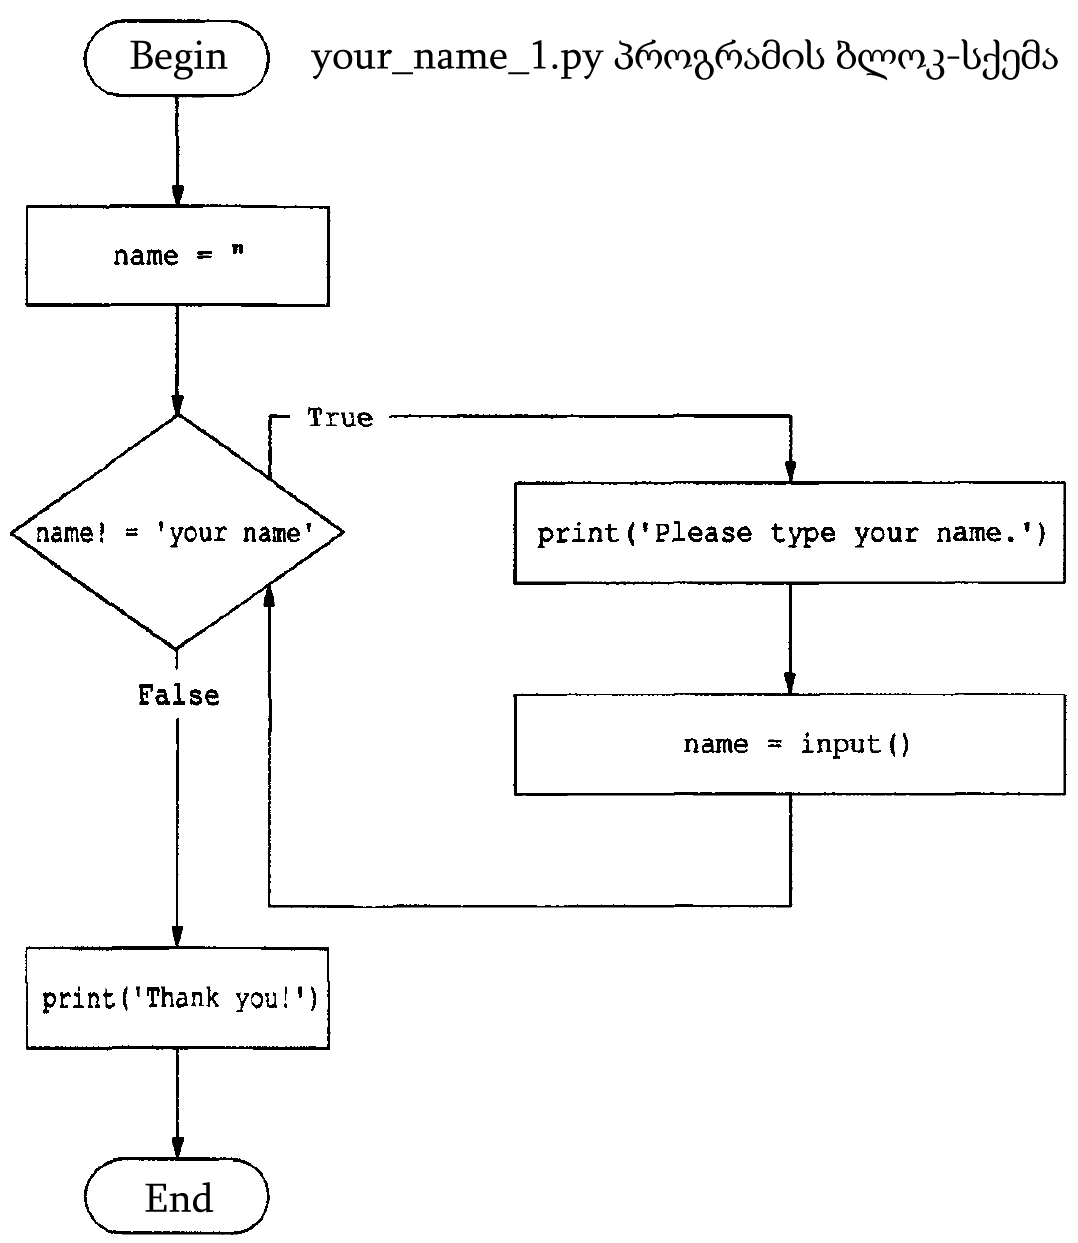 Begin
your_name_1.py პროგრამის ბლოკ-სქემა
name = "
True
name! = 'your name'
print('Please type your name.')
False
name = input()
print('Thank you!')
End